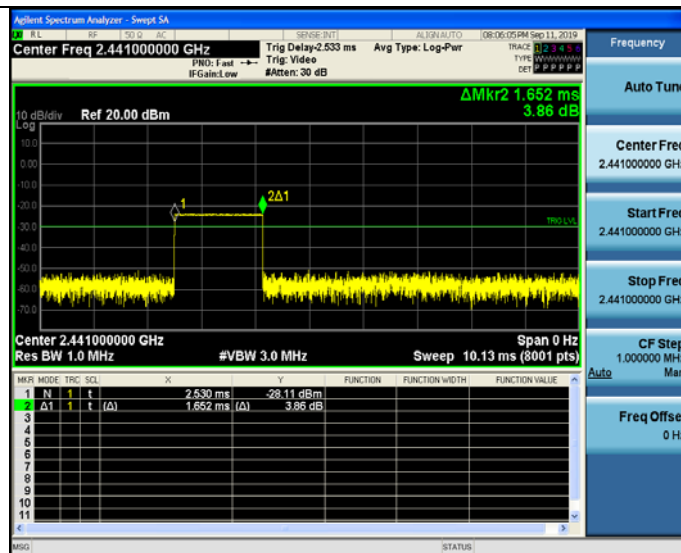 Agilent Spectrum Analyzer - Swept SA
RL RF 50 Ω AC SENSE:INT ALIGNAUTO 08:06:05 PM Sep 11, 2019
Center Freq 2.441000000 GHz
PNO: Fast
IFGain:Low
Trig Delay-2.533 ms
Trig: Video
#Atten: 30 dB
Avg Type: Log-Pwr
TRACE 1 2 3 4 5 6
TYPE WWWWWW
DET P P P P P P
ΔMkr2 1.652 ms
3.86 dB
10 dB/div Ref 20.00 dBm
Log
10.0
0.00
-10.0
-20.0
-30.0
-40.0
-50.0
-60.0
-70.0
1
2Δ1
TRIG LVL
Center 2.441000000 GHz Span 0 Hz
Res BW 1.0 MHz #VBW 3.0 MHz Sweep 10.13 ms (8001 pts)
MKR MODE TRC SCL X Y FUNCTION FUNCTION WIDTH FUNCTION VALUE
1 N 1 t 2.530 ms -28.11 dBm
2 Δ1 1 t (Δ) 1.652 ms (Δ) 3.86 dB
3
4
5
6
7
8
9
10
11
MSG STATUS
Frequency
Auto Tune
Center Freq
2.441000000 GHz
Start Freq
2.441000000 GHz
Stop Freq
2.441000000 GHz
CF Step
1.000000 MHz
Auto Man
Freq Offset
0 Hz